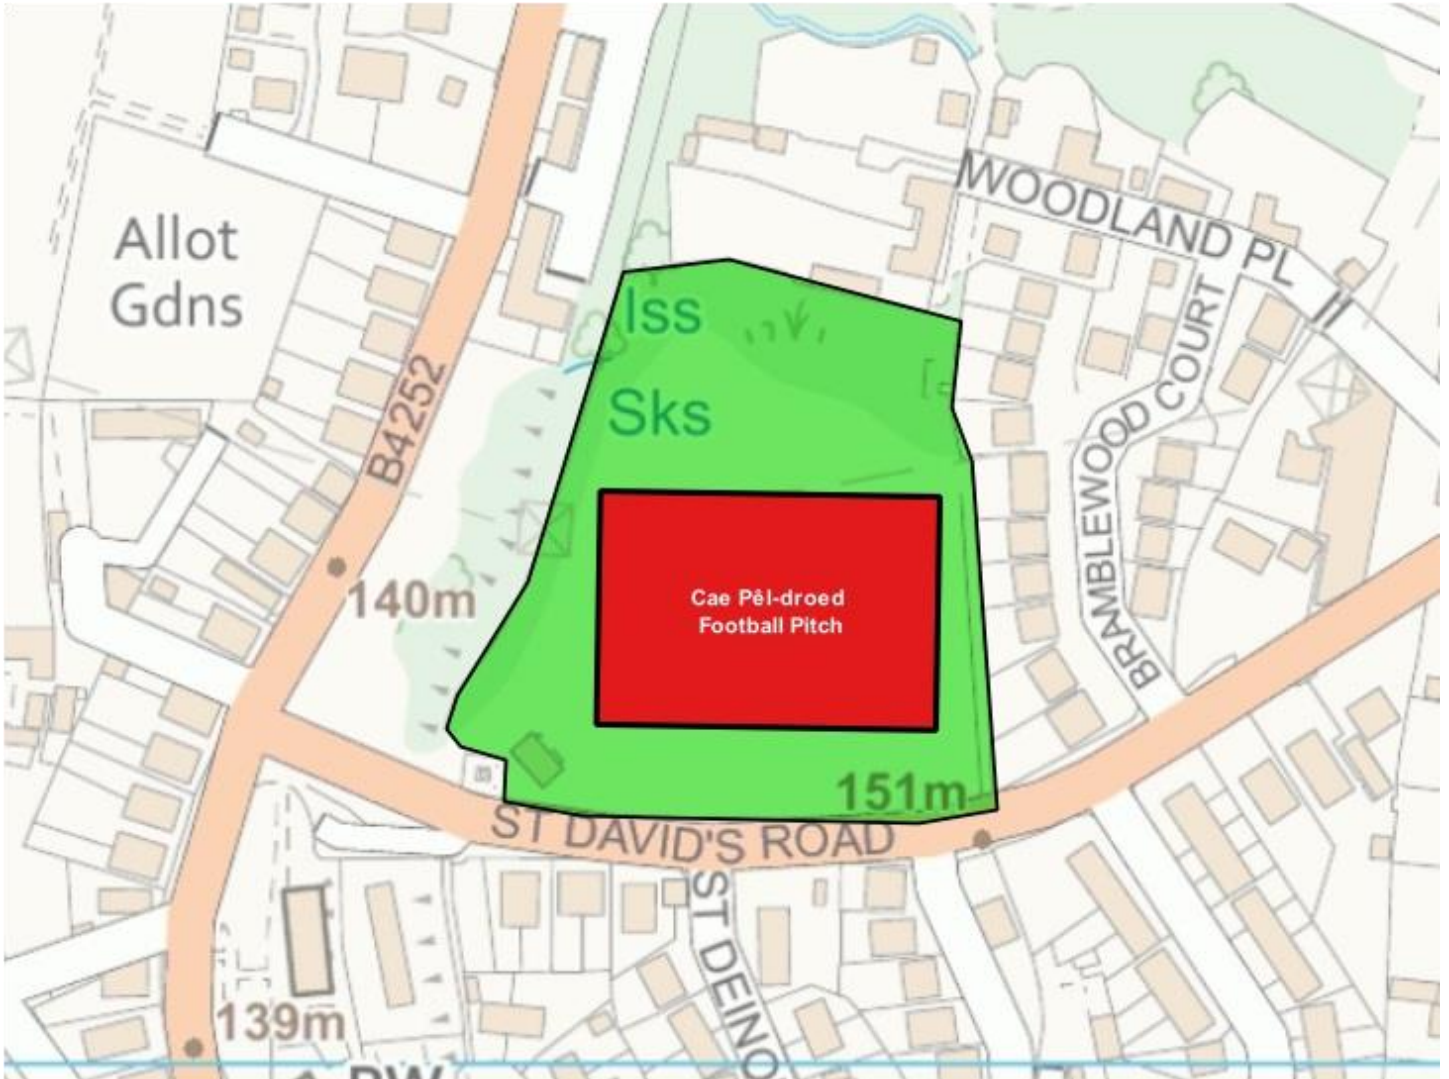 WOODLAND PL
Allot
Gdns
Iss
Sks
B4252
BRAMBLEWOOD COURT
140m
Cae Pêl-droed
Football Pitch
151m
ST DAVID'S ROAD
ST DEINO
139m
PW